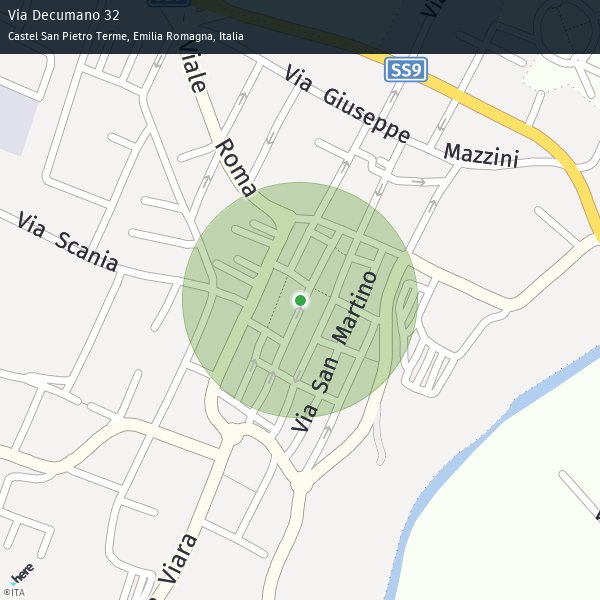 Via Decumano 32
Castel San Pietro Terme, Emilia Romagna, Italia
Viale Roma
SS9
Via Giuseppe Mazzini
Via Scania
Via San Martino
Viara
here
©ITA